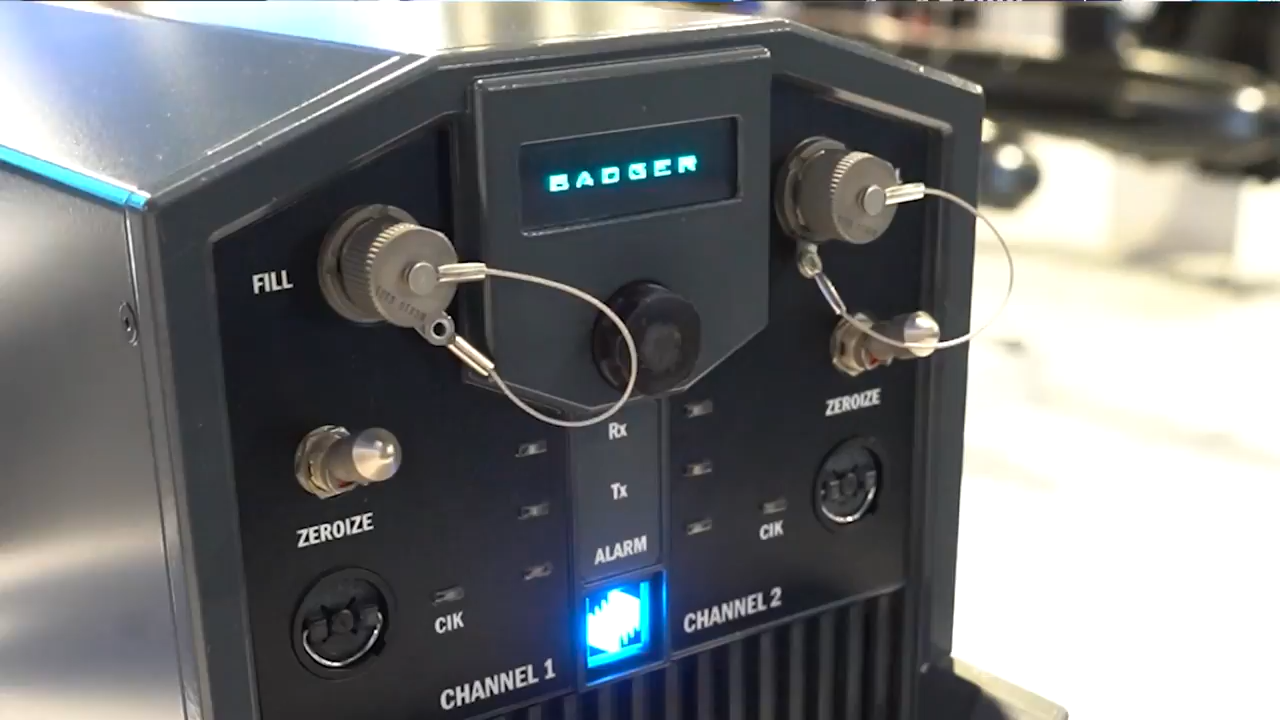 BADGER
FILL
ZEROIZE
CIK
CHANNEL 1
Rx
Tx
ALARM
ZEROIZE
CIK
CHANNEL 2